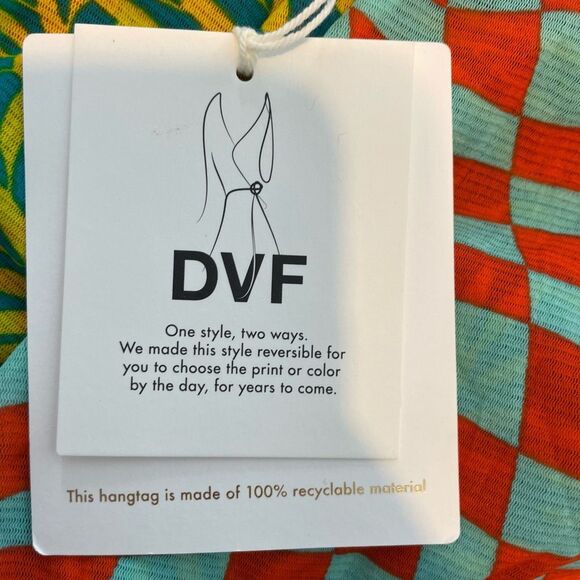 DVF
One style, two ways.
We made this style reversible for
you to choose the print or color
by the day, for years to come.
This hangtag is made of 100% recyclable material